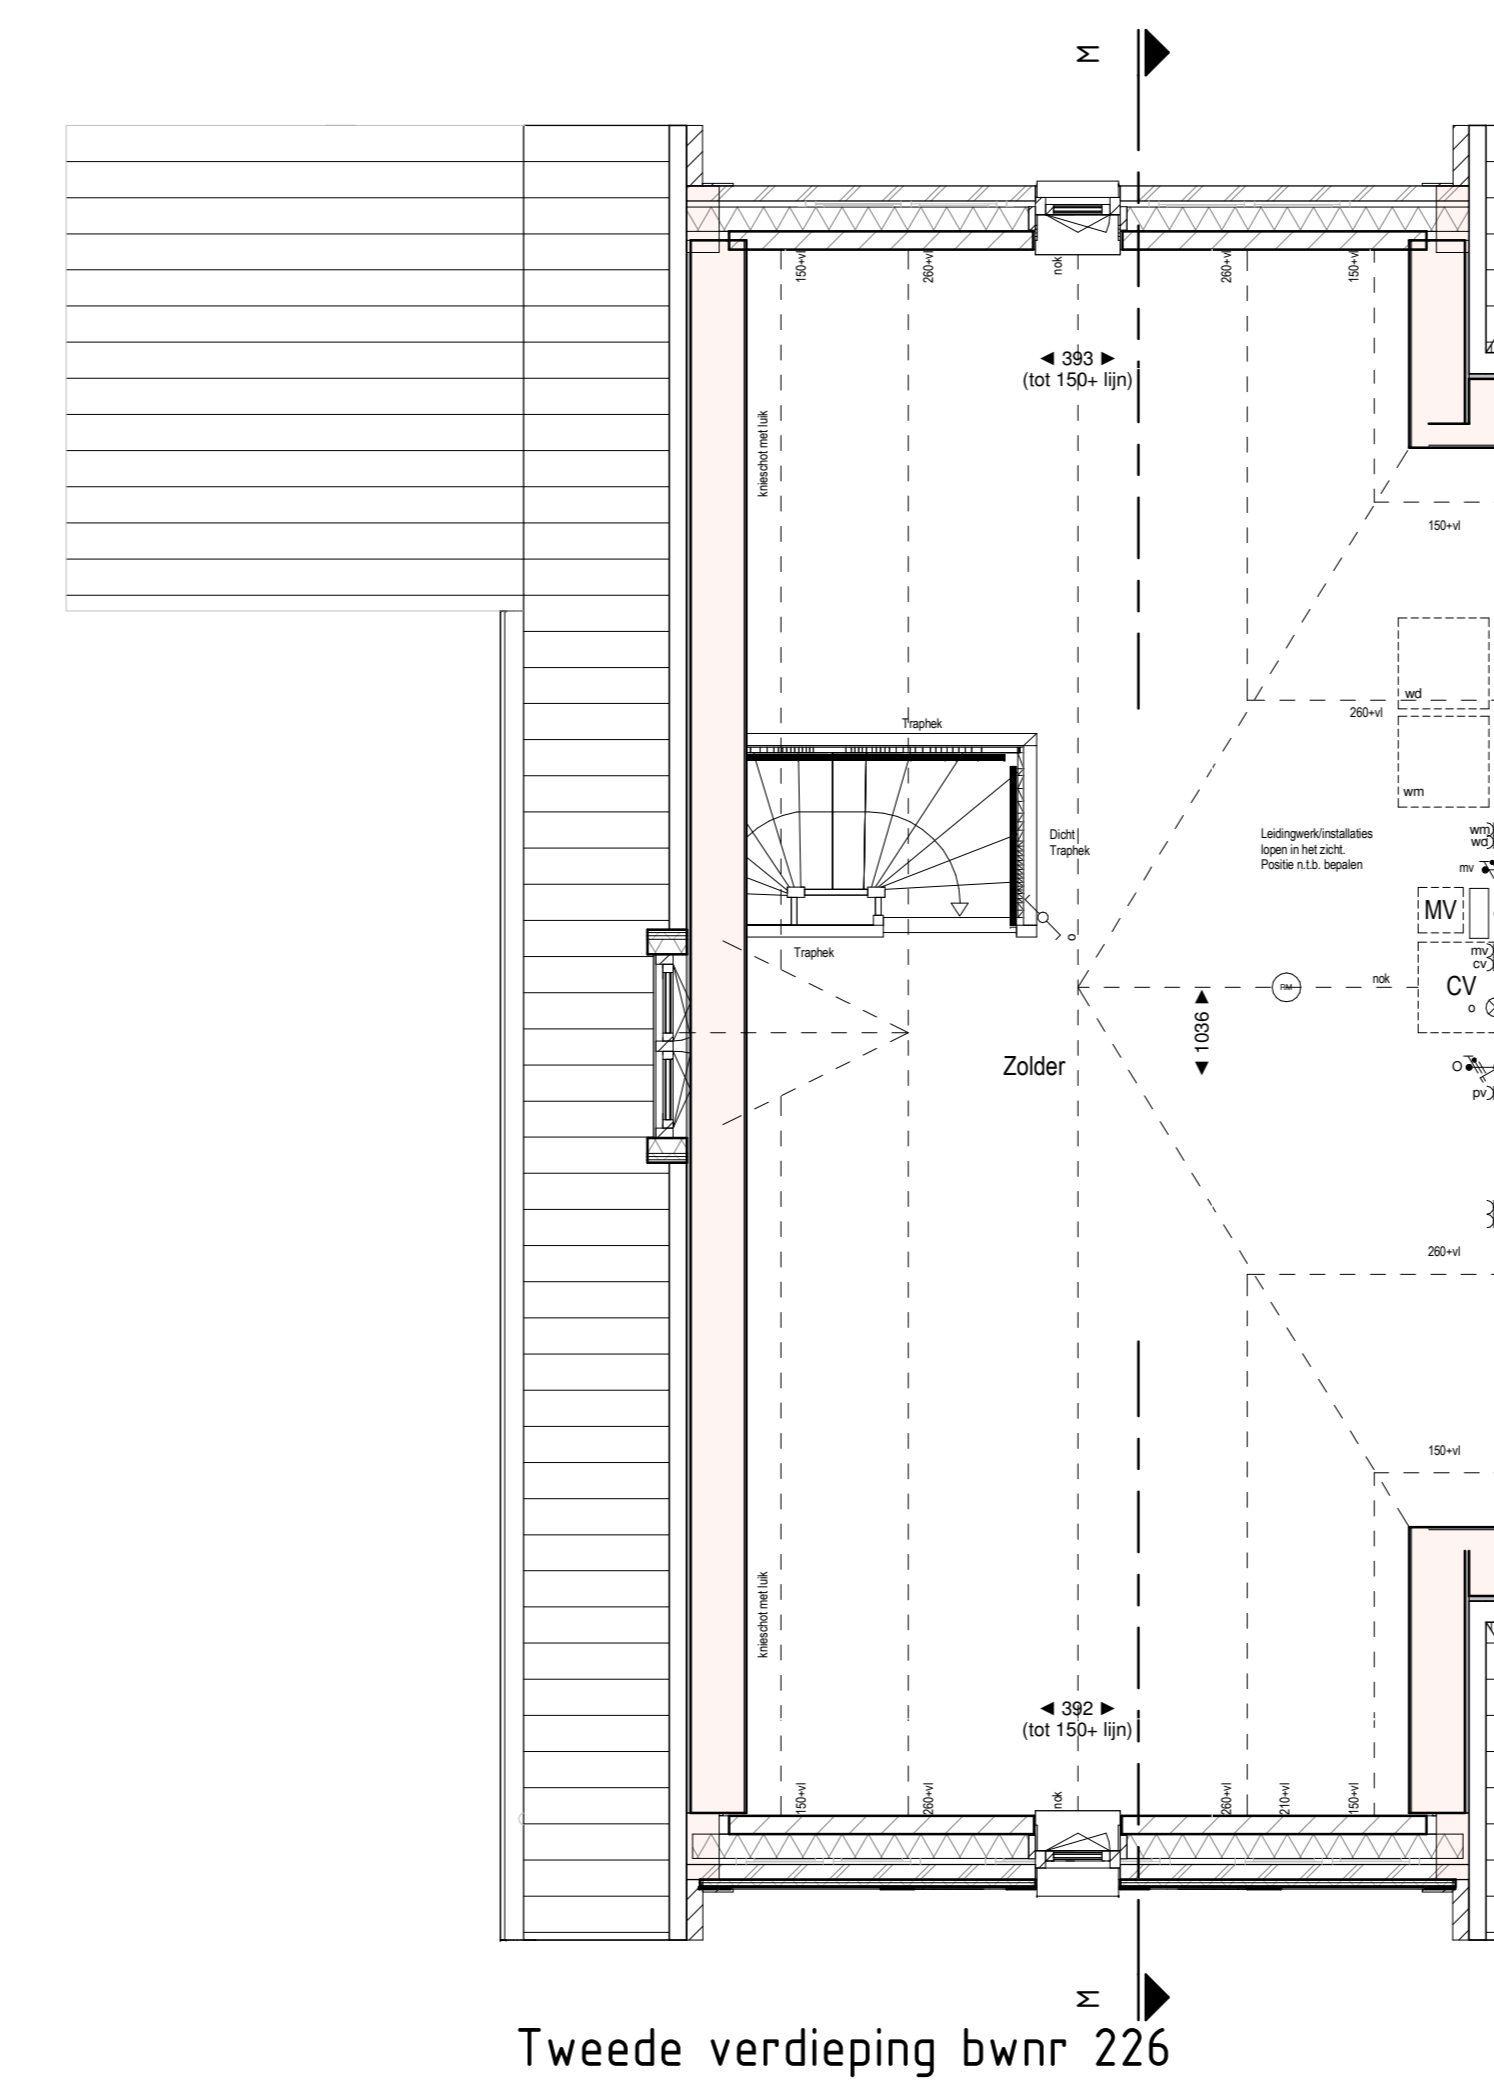 M
150+vl
260+vl
nok
260+vl
150+vl
◄ 393 ►
(tot 150+ lijn)
knieschot met luik
150+vl
wd
260+vl
Traphek
wm
Dicht
Traphek
Leidingwerk/installaties
lopen in het zicht.
Positie n.t.b. bepalen
wm
wd
mv
MV
Traphek
mv
cv
nok
RM
CV
o
o
◄ 1036 ►
Zolder
O
pv
260+vl
150+vl
knieschot met luik
◄ 392 ►
(tot 150+ lijn)
150+vl
260+vl
nok
260+vl
210+vl
150+vl
M
Tweede verdieping bwnr 226